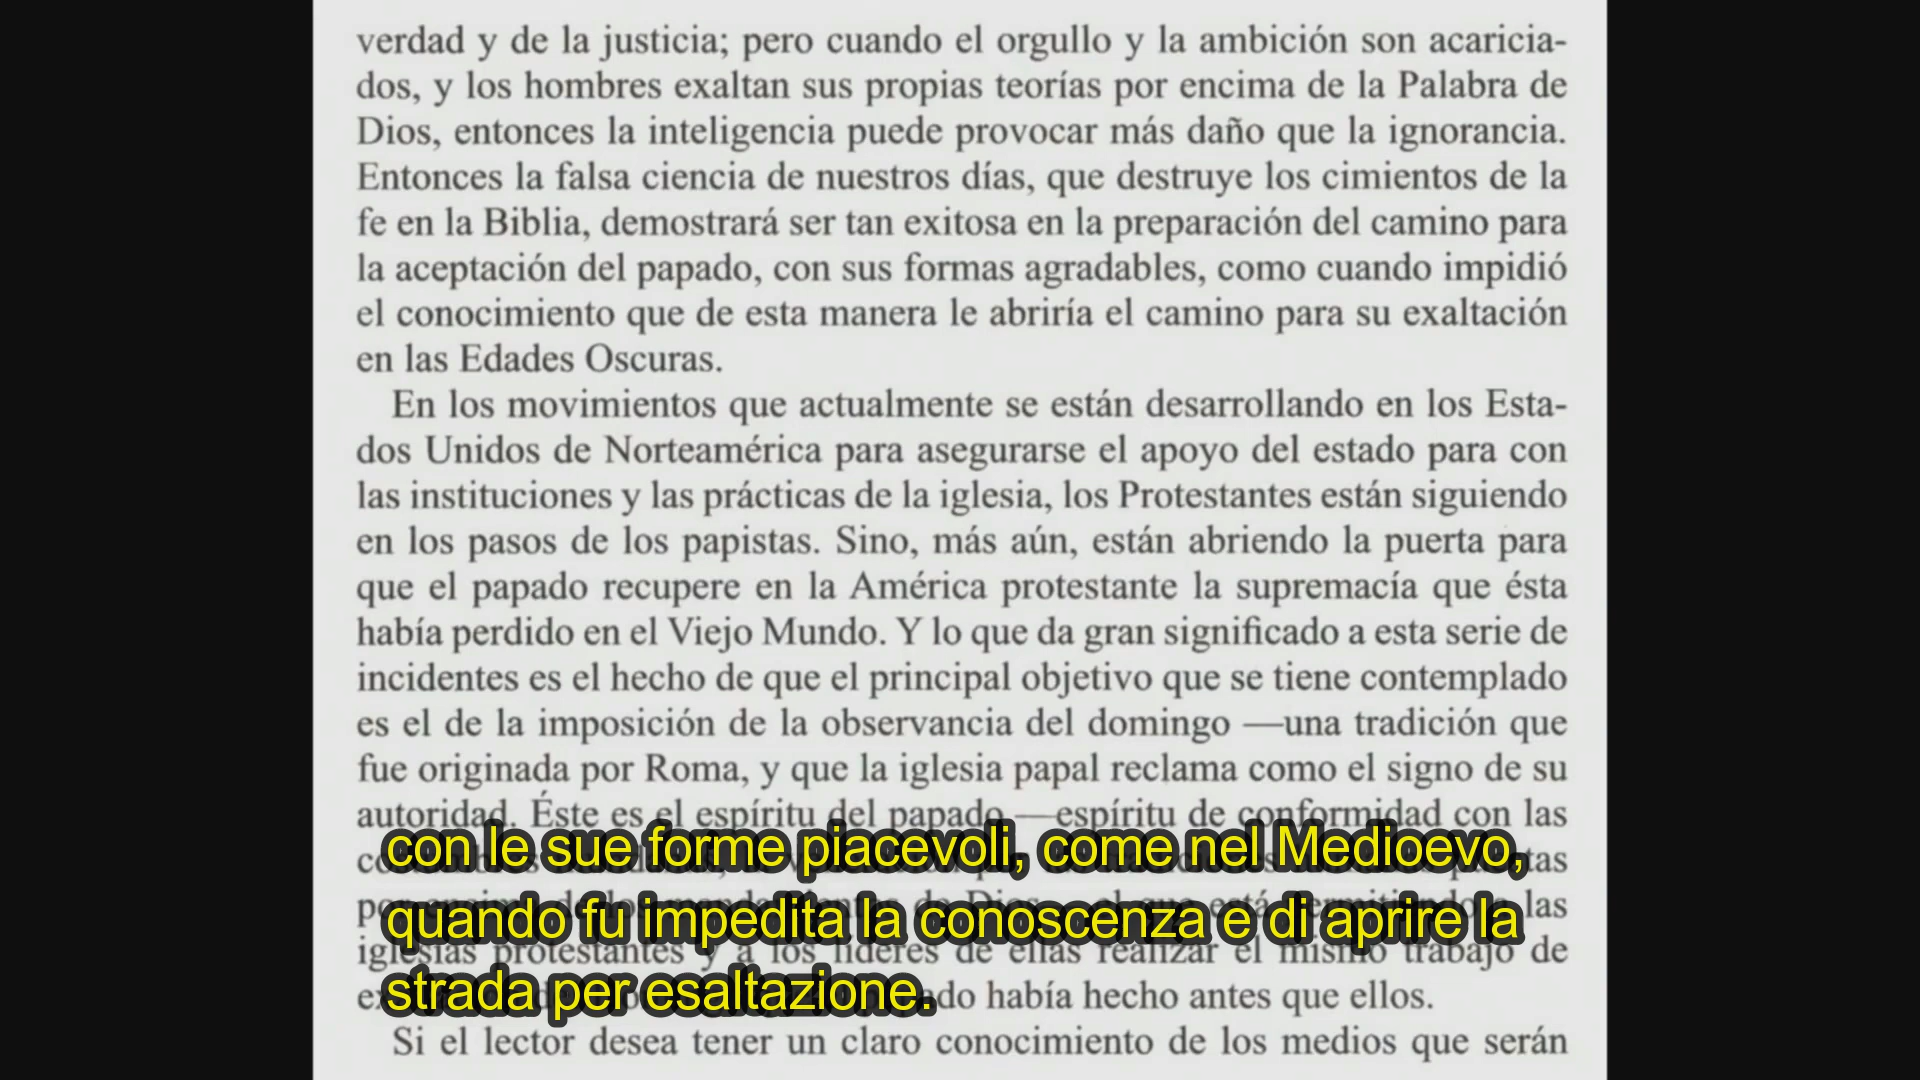 verdad y de la justicia; pero cuando el orgullo y la ambición son acaricia-
dos, y los hombres exaltan sus propias teorías por encima de la Palabra de
Dios, entonces la inteligencia puede provocar más daño que la ignorancia.
Entonces la falsa ciencia de nuestros días, que destruye los cimientos de la
fe en la Biblia, demostrará ser tan exitosa en la preparación del camino para
la aceptación del papado, con sus formas agradables, como cuando impidió
el conocimiento que de esta manera le abriría el camino para su exaltación
en las Edades Oscuras.
En los movimientos que actualmente se están desarrollando en los Esta-
dos Unidos de Norteamérica para asegurarse el apoyo del estado para con
las instituciones y las prácticas de la iglesia, los Protestantes están siguiendo
en los pasos de los papistas. Sino, más aún, están abriendo la puerta para
que el papado recupere en la América protestante la supremacía que ésta
había perdido en el Viejo Mundo. Y lo que da gran significado a esta serie de
incidentes es el hecho de que el principal objetivo que se tiene contemplado
es el de la imposición de la observancia del domingo —una tradición que
fue originada por Roma, y que la iglesia papal reclama como el signo de su
autoridad. Éste es el espíritu del papado —espíritu de conformidad con las
las
iglesias protestantes y a los líderes de ellas realizar el mismo trabajo de
había hecho antes que ellos.
Si el lector desea tener un claro conocimiento de los medios que serán
con le sue forme piacevoli, come nel Medioevo,
quando fu impedita la conoscenza e di aprire la
strada per esaltazione.